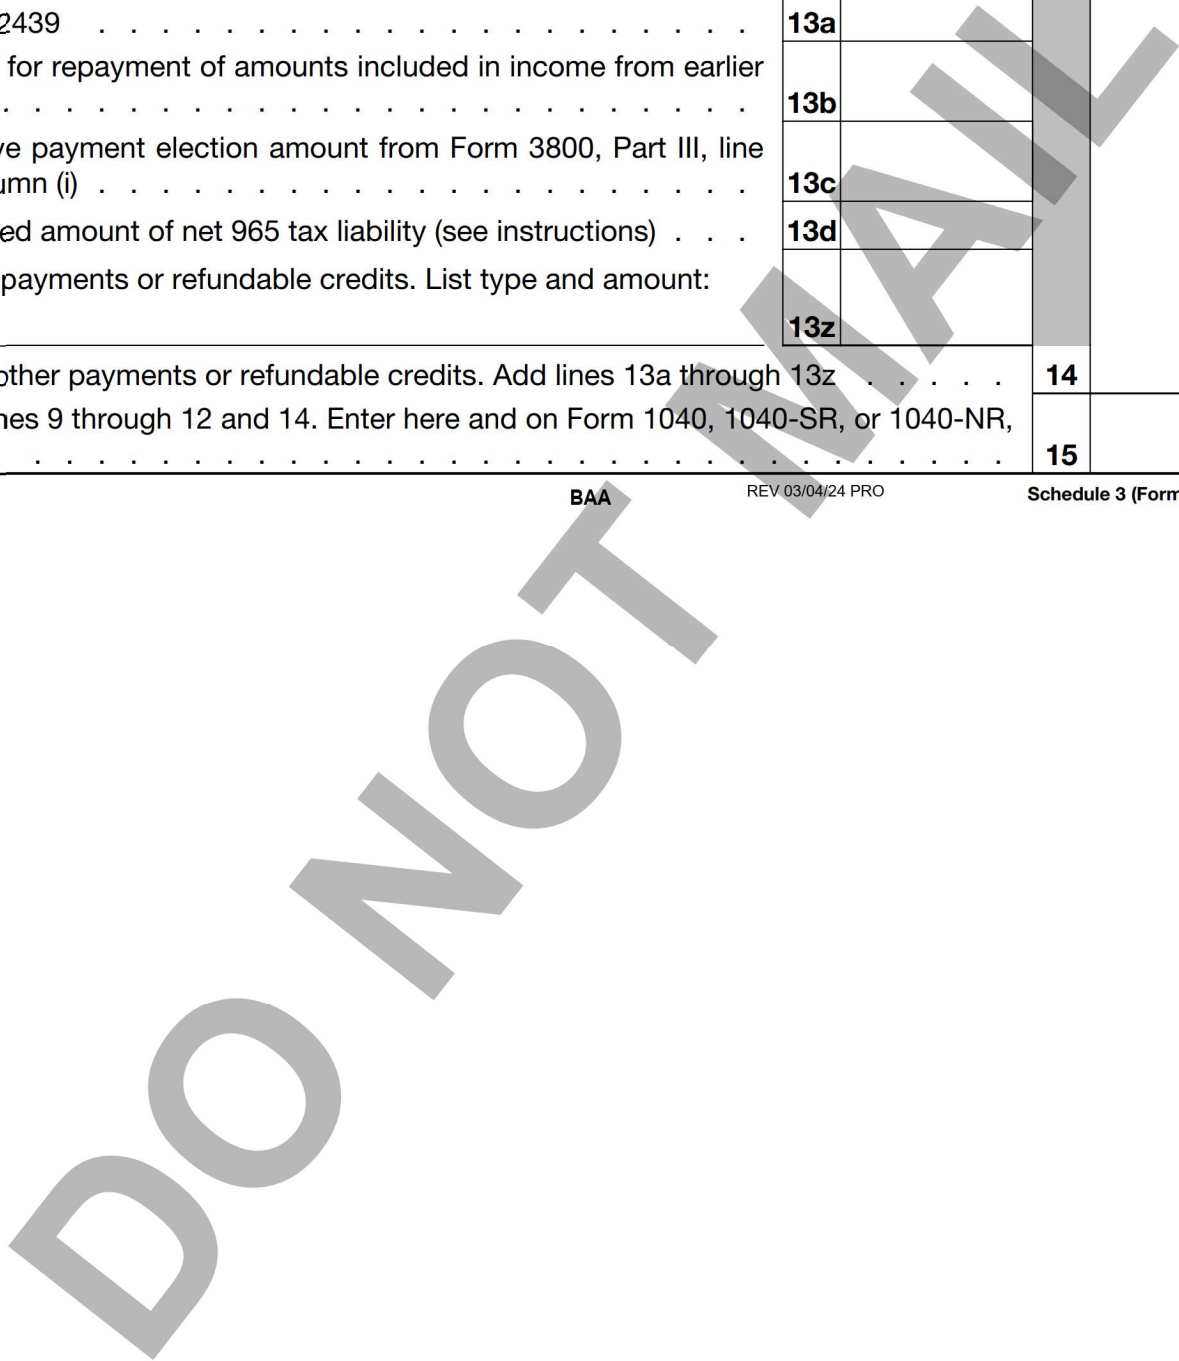 2439 . . . . . . . . . . . . . . . . . . . . . 13a
for repayment of amounts included in income from earlier
. . . . . . . . . . . . . . . . . . . . . . . . 13b
ve payment election amount from Form 3800, Part III, line
umn (i) . . . . . . . . . . . . . . . . . . . . . 13c
ed amount of net 965 tax liability (see instructions) . . . 13d
payments or refundable credits. List type and amount:
13z
other payments or refundable credits. Add lines 13a through 13z . . . . . 14
nes 9 through 12 and 14. Enter here and on Form 1040, 1040-SR, or 1040-NR,
. . . . . . . . . . . . . . . . . . . . . . . . . . . . . . . 15
BAA REV 03/04/24 PRO Schedule 3 (Form
DO NOT MAIL